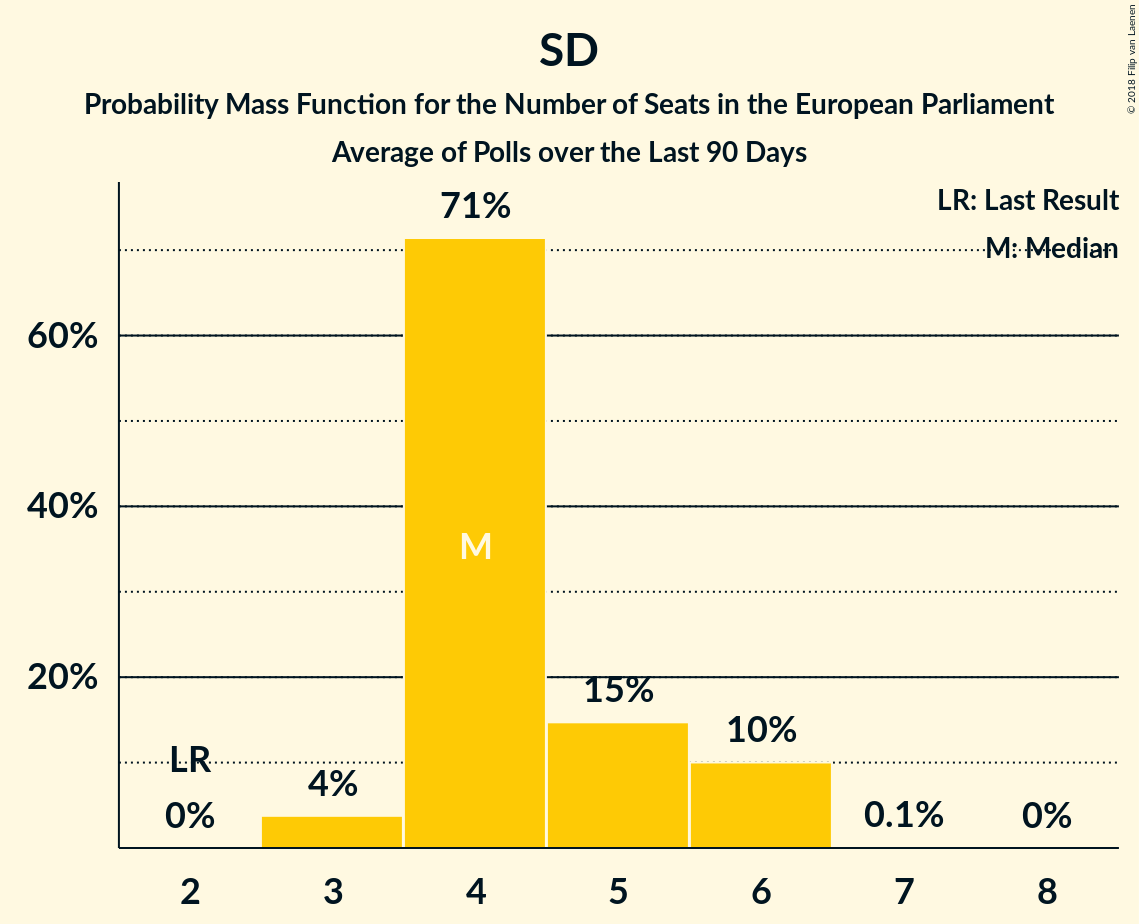 SD
Probability Mass Function for the Number of Seats in the European Parliament
Average of Polls over the Last 90 Days
© 2018 Filip van Laenen
LR: Last Result
M: Median
71%
60%
40%
20%
M
15%
10%
LR
4%
0%
0.1%
0%
2 3 4 5 6 7 8